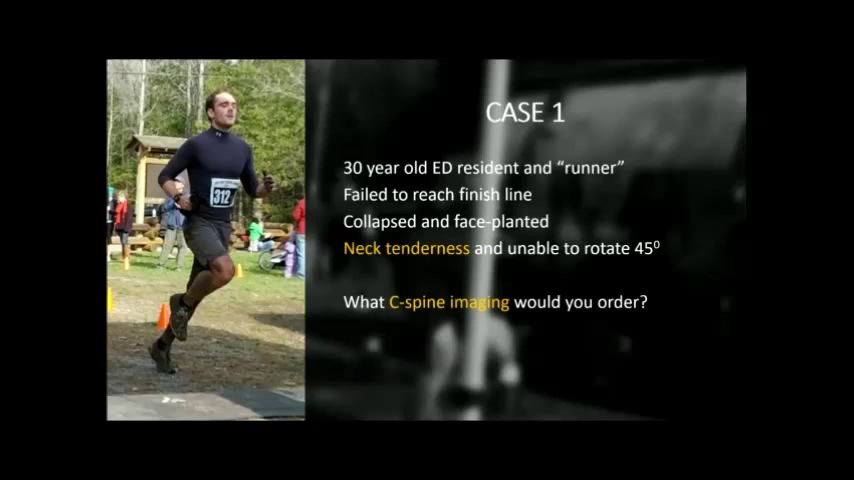 CASE 1
30 year old ED resident and “runner”
Failed to reach finish line
Collapsed and face-planted
Neck tenderness and unable to rotate 45⁰
What C-spine imaging would you order?
312